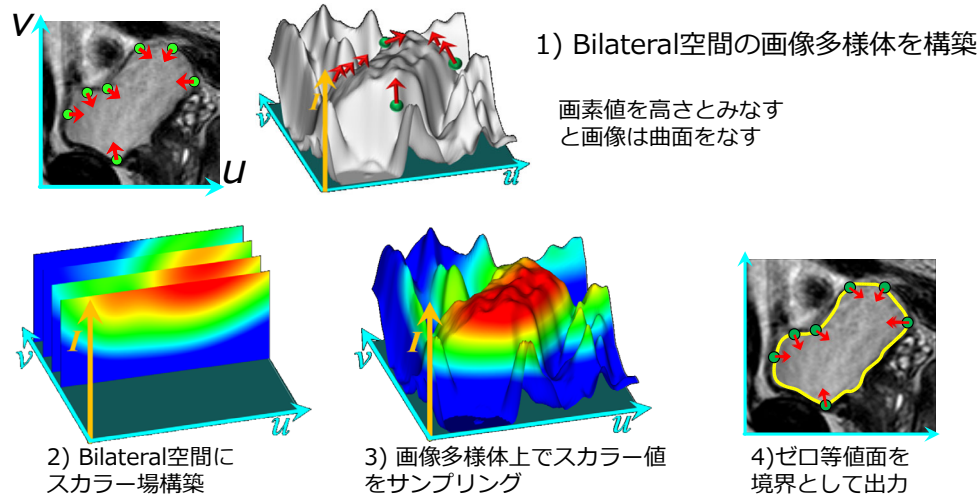 v
u
I
v
u
1) Bilateral空間の画像多様体を構築
画素値を高さとみなす
と画像は曲面をなす
I
v
u
2) Bilateral空間に
スカラー場構築
I
v
u
3) 画像多様体上でスカラー値
をサンプリング
4)ゼロ等値面を
境界として出力